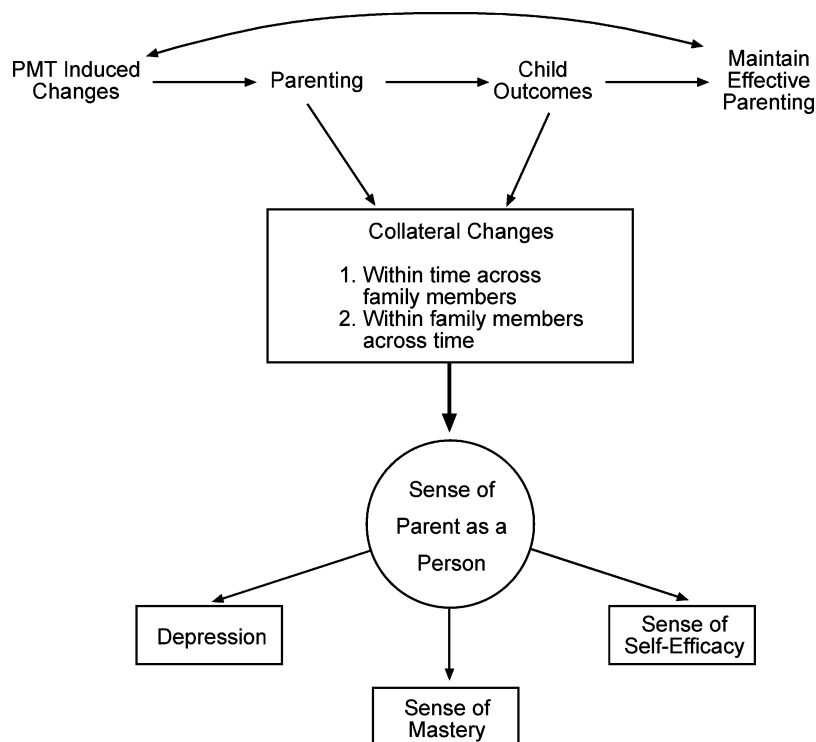 PMT Induced
Changes
Parenting
Child
Outcomes
Maintain
Effective
Parenting
Collateral Changes
1. Within time across
family members
2. Within family members
across time
Sense of
Parent as a
Person
Depression
Sense of
Mastery
Sense of
Self-Efficacy